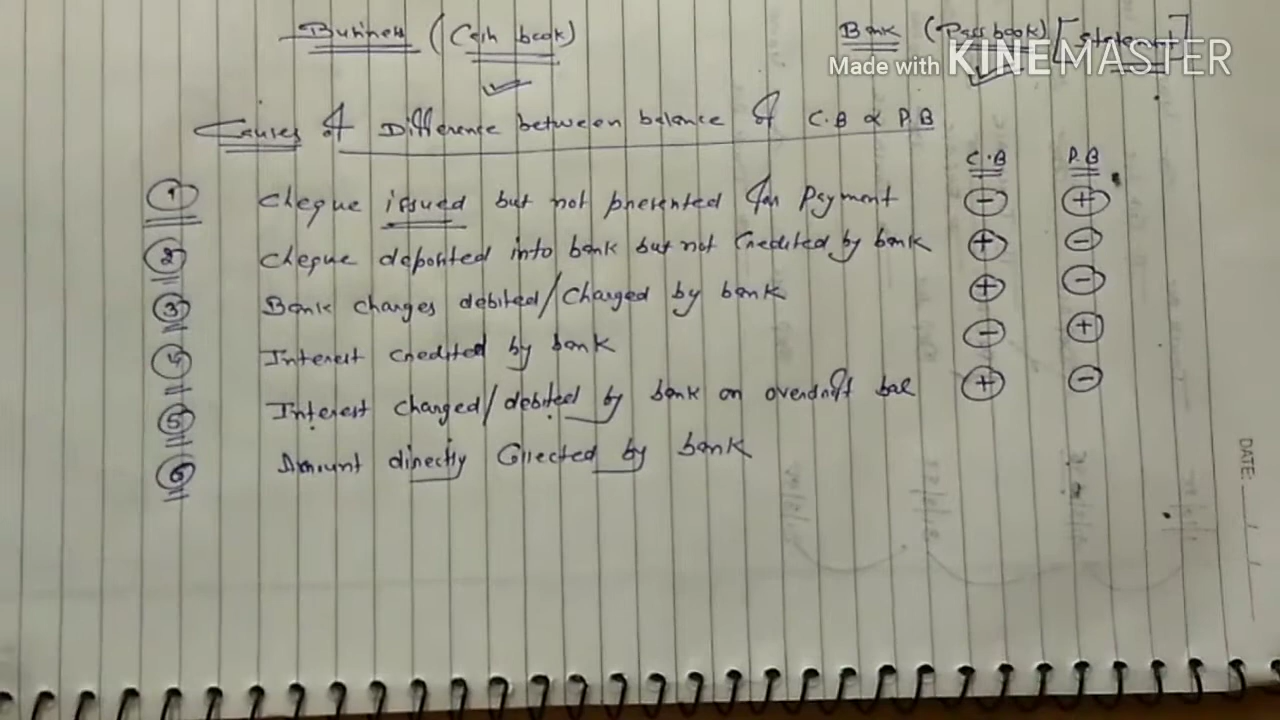 Business (Cash book) Bank (Passbook) [Statement]
Made with KINEMASTER
Causes of Difference between balance of C.B & P.B
C.B P.B
1 Cheque issued but not presented for Payment - +
2 Cheque deposited into bank but not Credited by bank + -
3 Bank charges debited/Charged by bank + -
4 Interest credited by bank - +
5 Interest charged/debited by bank on overdraft bal + -
6 Amount directly Collected by bank
DATE: